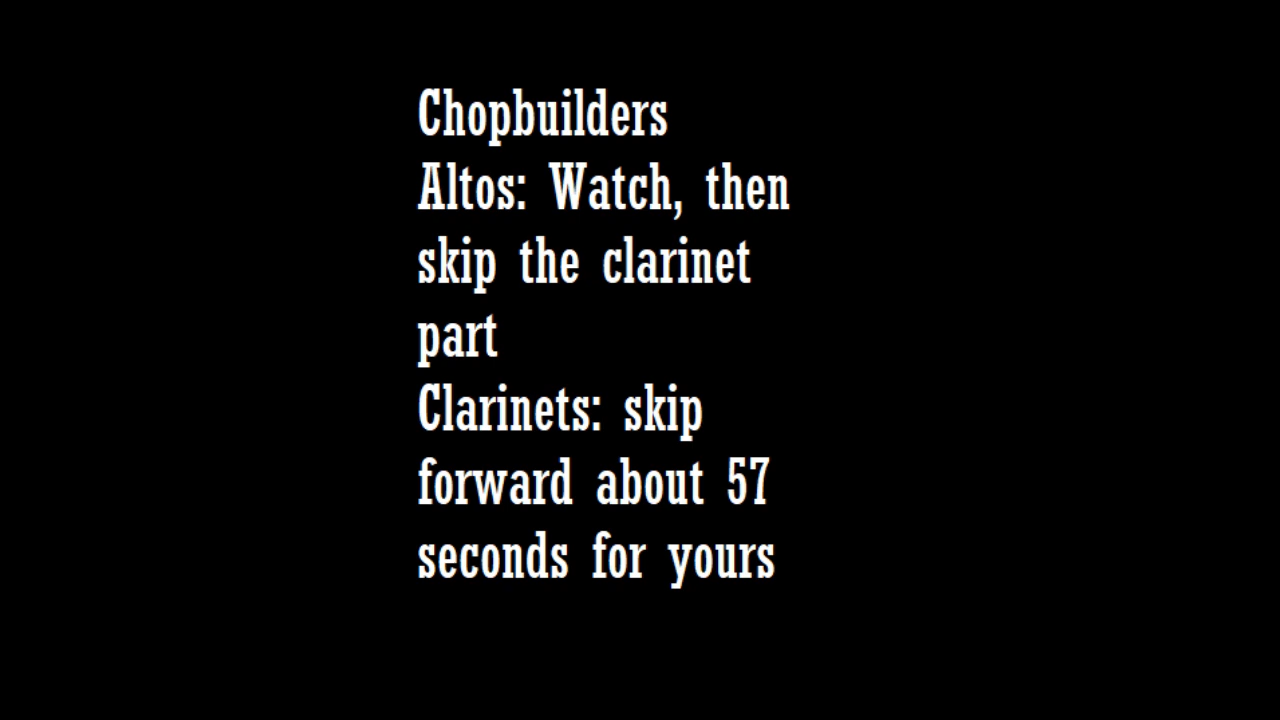 Chopbuilders
Altos: Watch, then
skip the clarinet
part
Clarinets: skip
forward about 57
seconds for yours